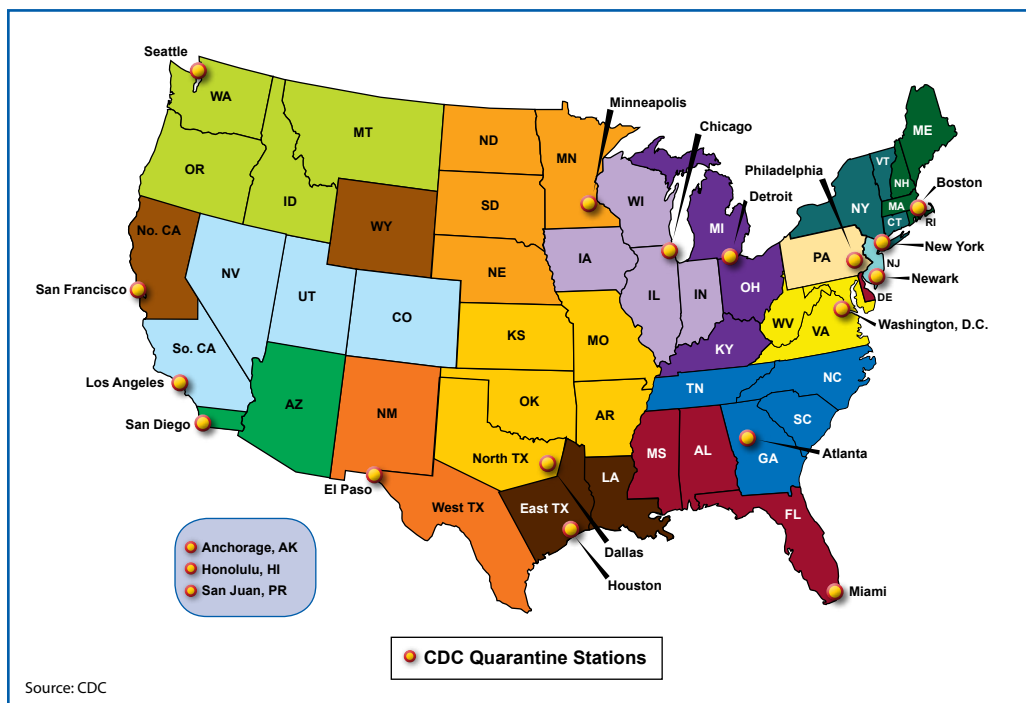 Seattle
WA
MT
ND
MN
Minneapolis
Chicago
ME
OR
ID
SD
WI
MI
Detroit
Philadelphia
VT
NH
NY
MA
Boston
CT
RI
No. CA
WY
NE
IA
New York
NV
PA
NJ
San Francisco
UT
CO
IL
IN
OH
Newark
DE
KS
MO
WV
VA
Washington, D.C.
So. CA
KY
Los Angeles
AZ
NM
OK
AR
TN
NC
San Diego
SC
North TX
MS
AL
GA
Atlanta
El Paso
LA
West TX
East TX
FL
Dallas
Houston
Miami
Anchorage, AK
Honolulu, HI
San Juan, PR
CDC Quarantine Stations
Source: CDC